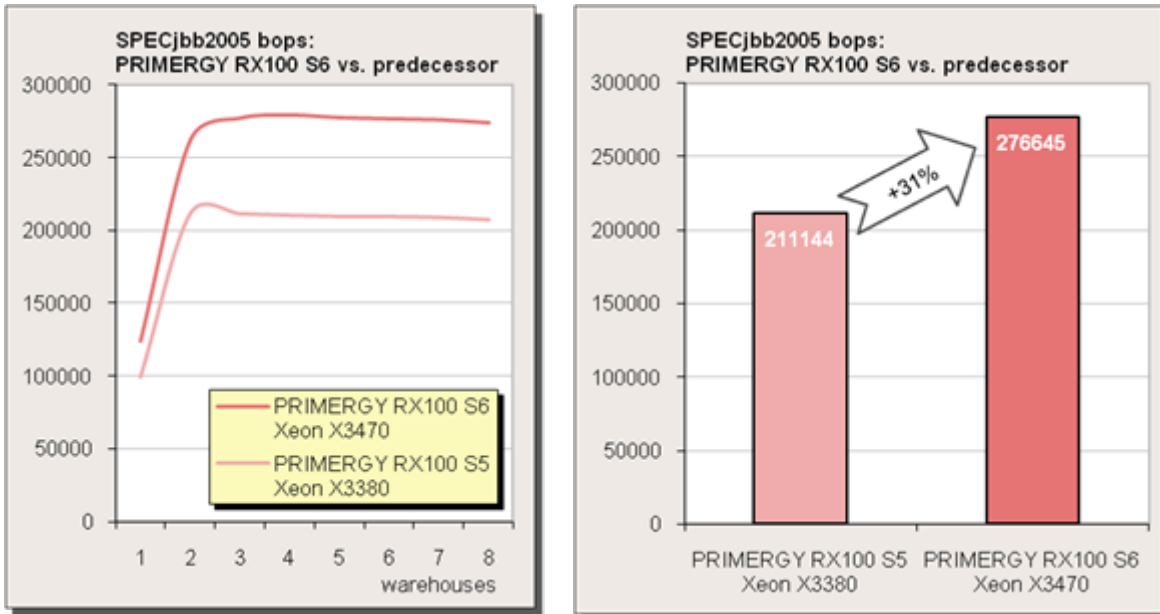 SPECjbb2005 bops:
PRIMERGY RX100 S6 vs. predecessor
300000
250000
200000
150000
100000
50000
0
1 2 3 4 5 6 7 8
warehouses
PRIMERGY RX100 S6
Xeon X3470
PRIMERGY RX100 S5
Xeon X3380
SPECjbb2005 bops:
PRIMERGY RX100 S6 vs. predecessor
300000
250000
200000
150000
100000
50000
0
211144
+31%
276645
PRIMERGY RX100 S5
Xeon X3380
PRIMERGY RX100 S6
Xeon X3470